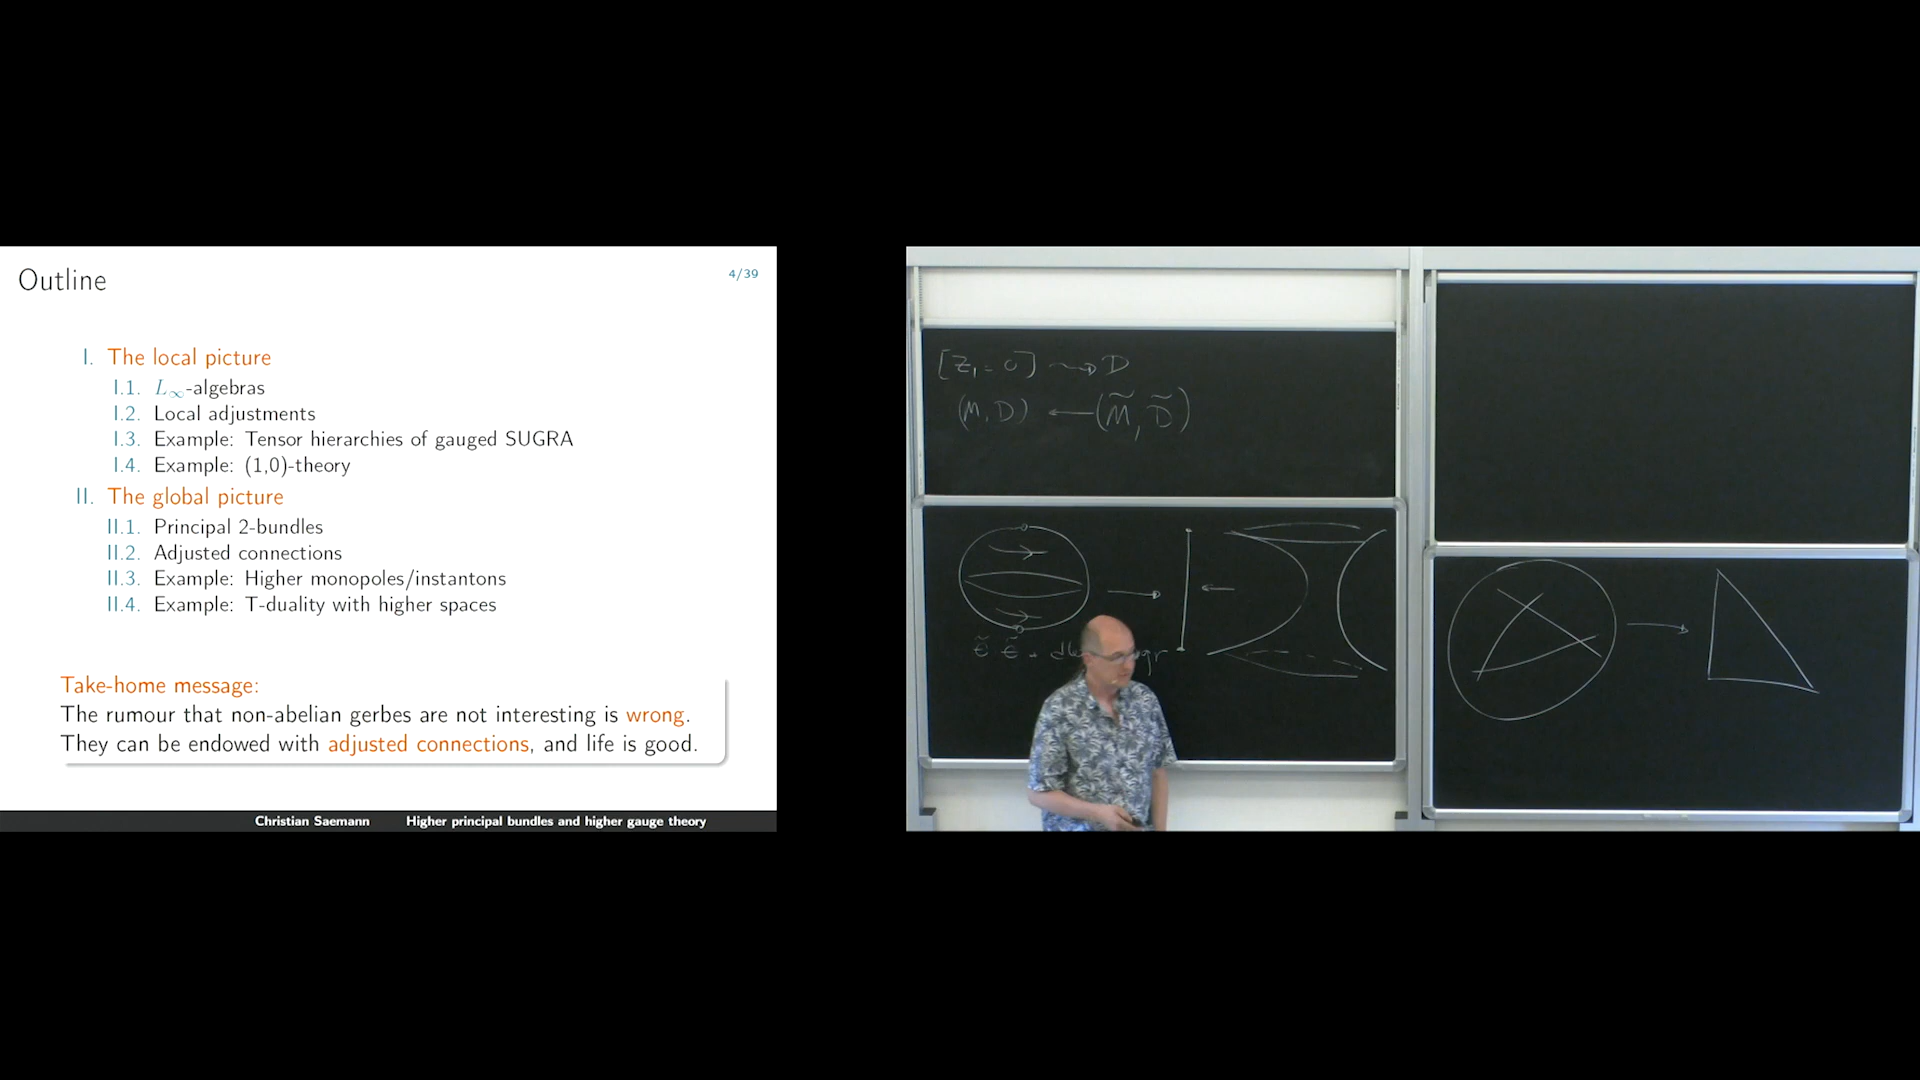 Outline
4/39
I. The local picture
I.1. L∞-algebras
I.2. Local adjustments
I.3. Example: Tensor hierarchies of gauged SUGRA
I.4. Example: (1,0)-theory
II. The global picture
II.1. Principal 2-bundles
II.2. Adjusted connections
II.3. Example: Higher monopoles/instantons
II.4. Example: T-duality with higher spaces
Take-home message:
The rumour that non-abelian gerbes are not interesting is wrong.
They can be endowed with adjusted connections, and life is good.
Christian Saemann Higher principal bundles and higher gauge theory
[Z₁=0] ⇝ D
(M,D) ← (M̃,D̃)